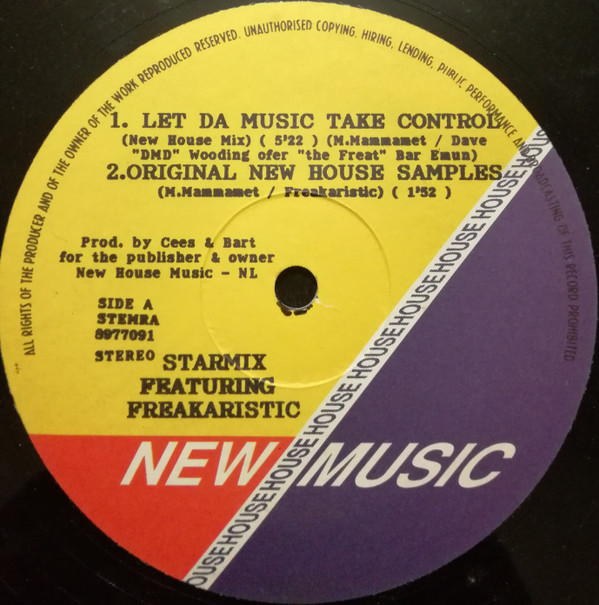 ALL RIGHTS OF THE PRODUCER AND OF THE OWNER OF THE WORK REPRODUCED RESERVED. UNAUTHORISED COPYING, HIRING, LENDING, PUBLIC PERFORMANCE AND BROADCASTING OF THIS RECORD PROHIBITED
1. LET DA MUSIC TAKE CONTROL
(New House Mix) ( 5'22 ) (M.Mammamet / Dave
"DMD" Wooding ofer "the Freat" Bar Emun)
2.ORIGINAL NEW HOUSE SAMPLES
(M.Mammamet / Freakaristic) ( 1'52 )
Prod. by Cees & Bart
for the publisher & owner
New House Music - NL
SIDE A
STEMRA
8977091
STEREO
STARMIX
FEATURING
FREAKARISTIC
HOUSEHOUSEHOUSE HOUSE HOUSEHOUSEHOUSE HOUSEHOUSE
NEW MUSIC